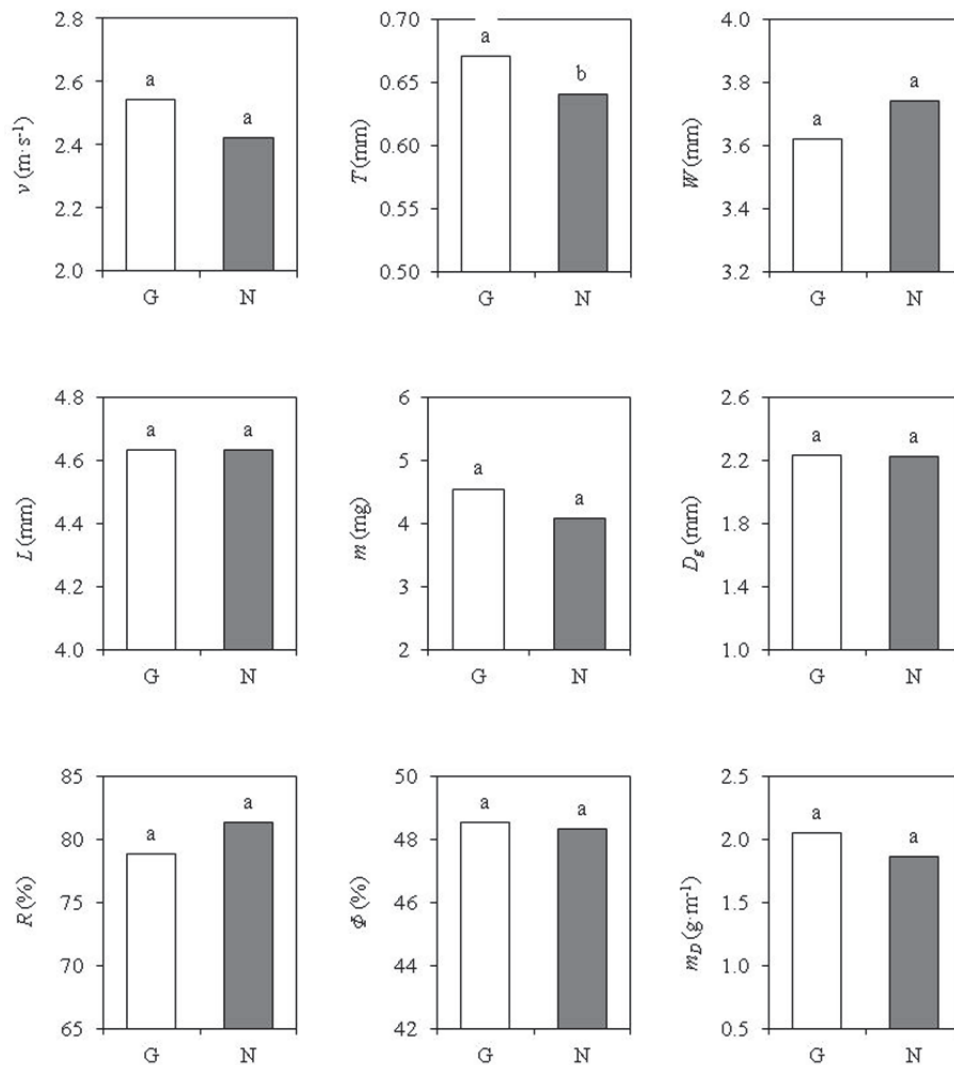 2.8
2.6
2.4
2.2
2.0
v (m·s-1)
a
a
G N
0.70
0.65
0.60
0.55
0.50
T (mm)
a
b
G N
4.0
3.8
3.6
3.4
3.2
W (mm)
a
a
G N
4.8
4.6
4.4
4.2
4.0
L (mm)
a a
G N
6
5
4
3
2
m (mg)
a
a
G N
2.6
2.2
1.8
1.4
1.0
Dg (mm)
a a
G N
85
80
75
70
65
R (%)
a
a
G N
50
48
46
44
42
Φ (%)
a a
G N
2.5
2.0
1.5
1.0
0.5
mD (g·m-1)
a
a
G N